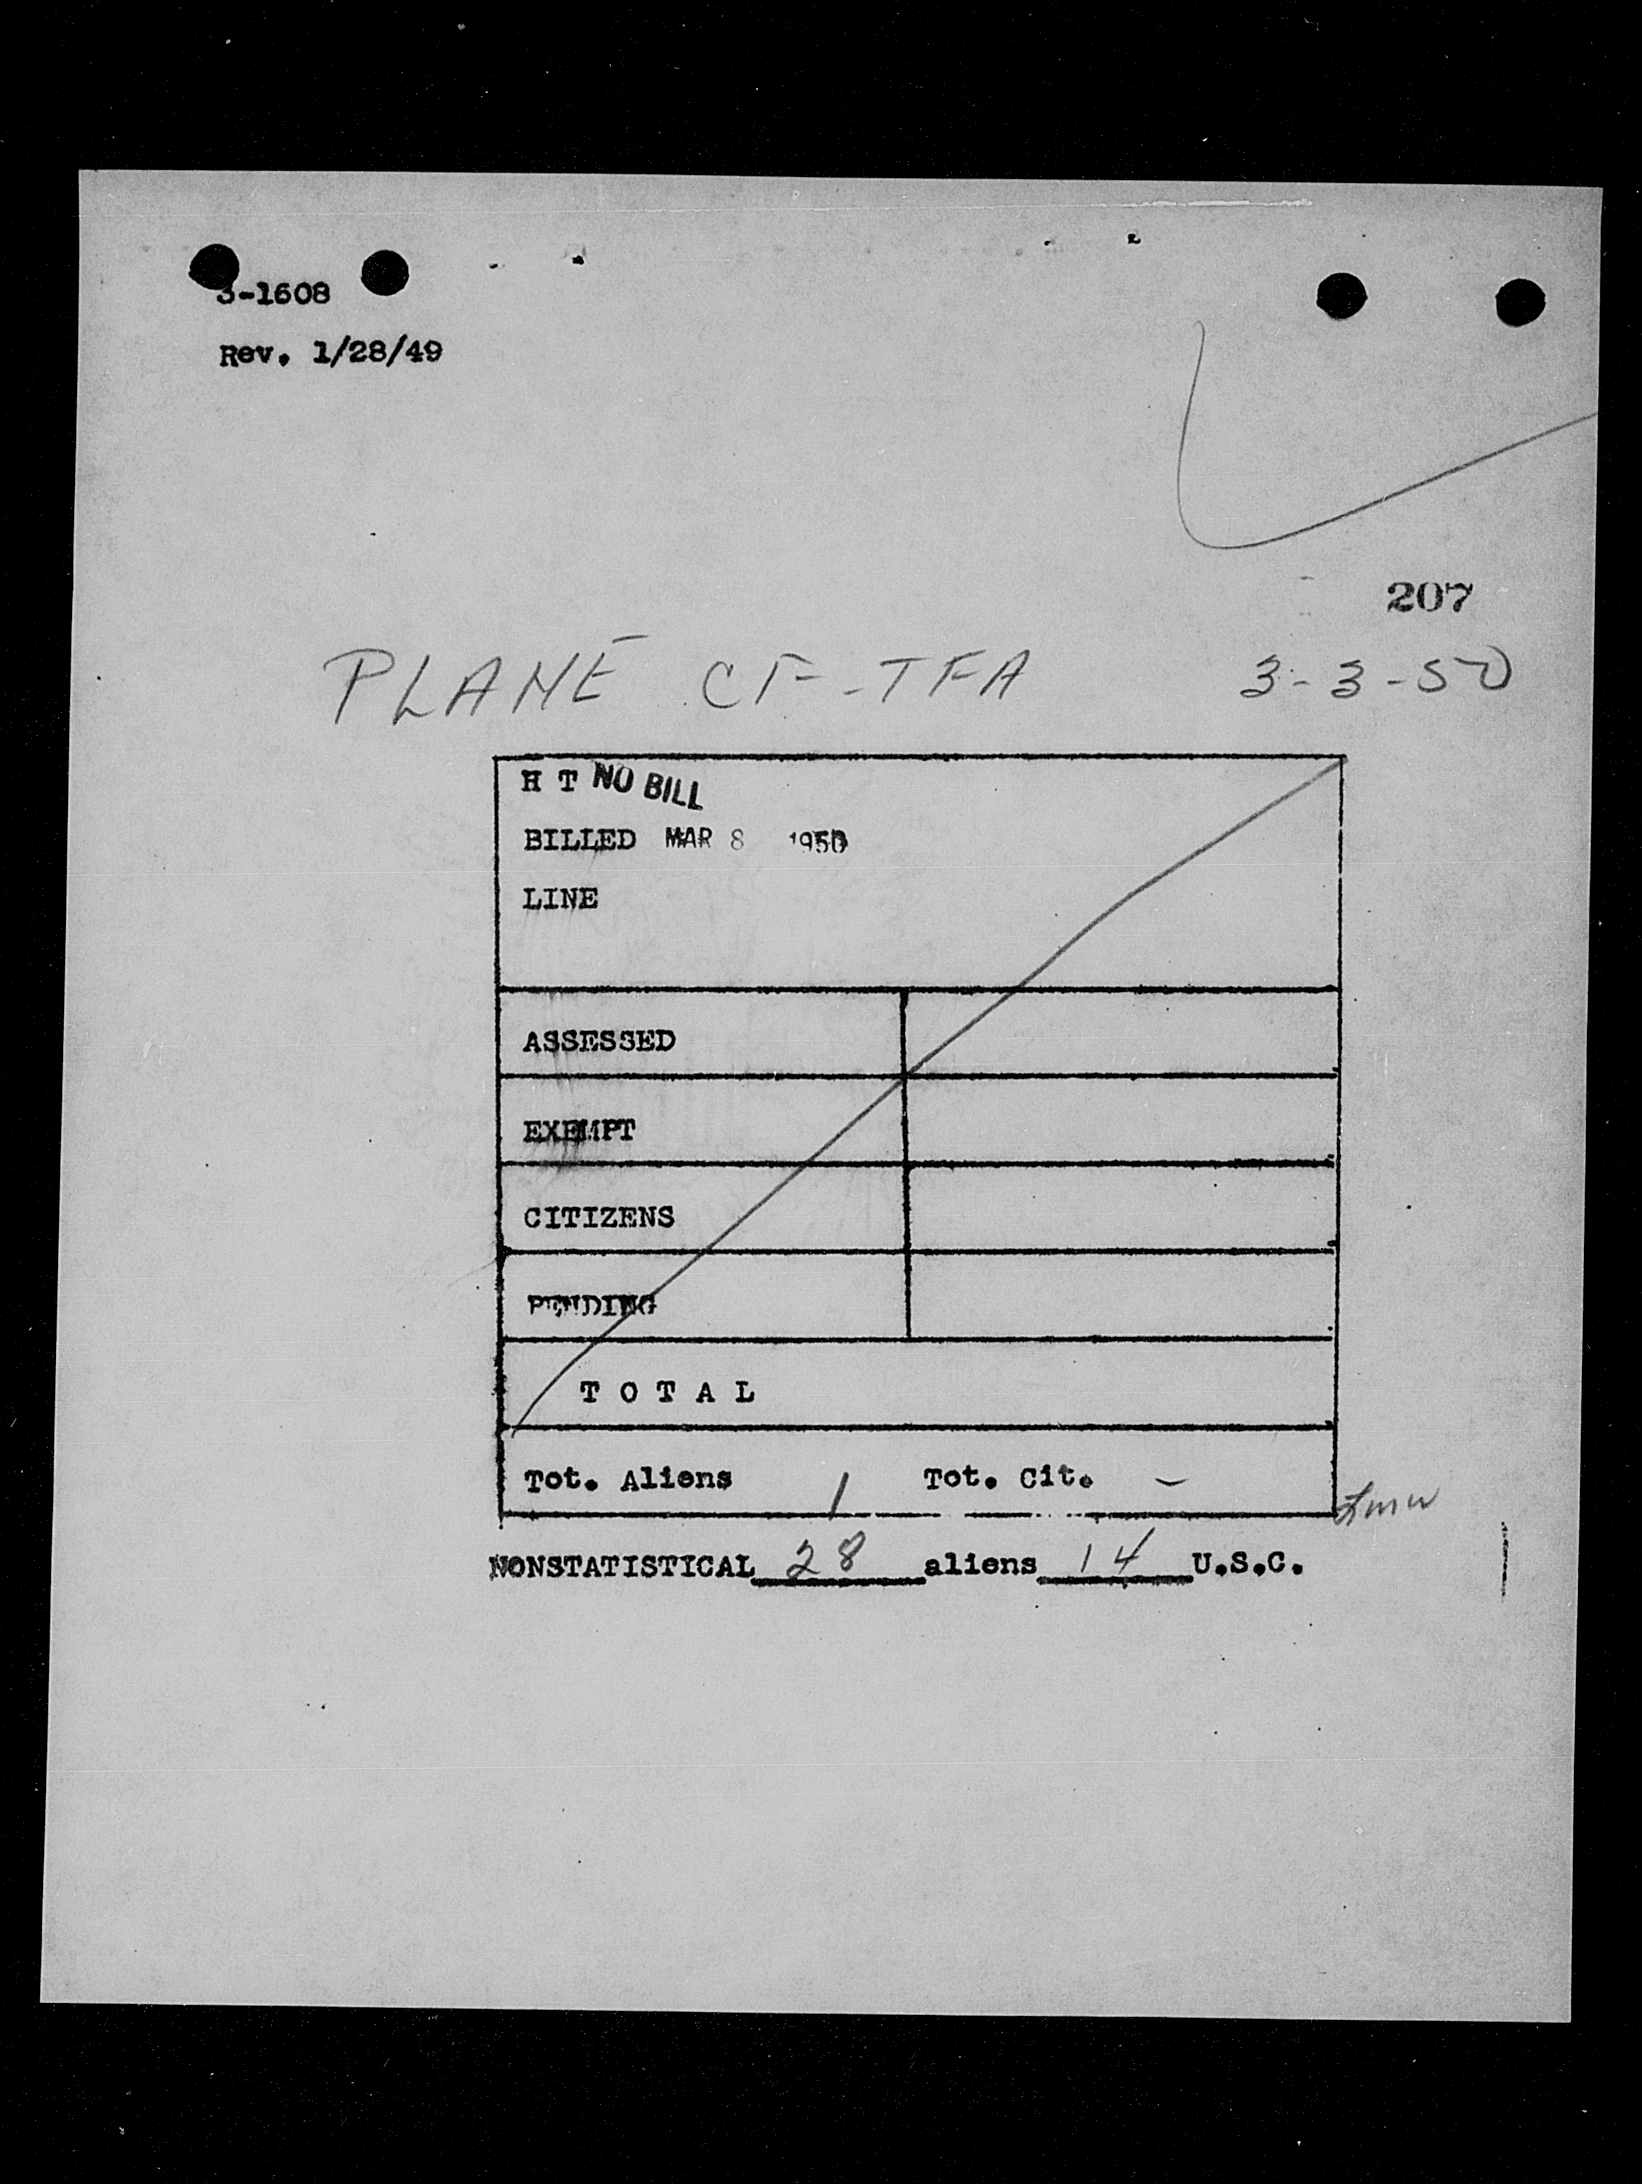 3-1608
Rev. 1/28/49
207
PLANE CF-TFA 3-3-50
H T NO BILL
BILLED MAR 8 1950
LINE
ASSESSED
EXEMPT
CITIZENS
PENDING
T O T A L
Tot. Aliens 1 Tot. Cit. -
NONSTATISTICAL 28 aliens 14 U.S.C.